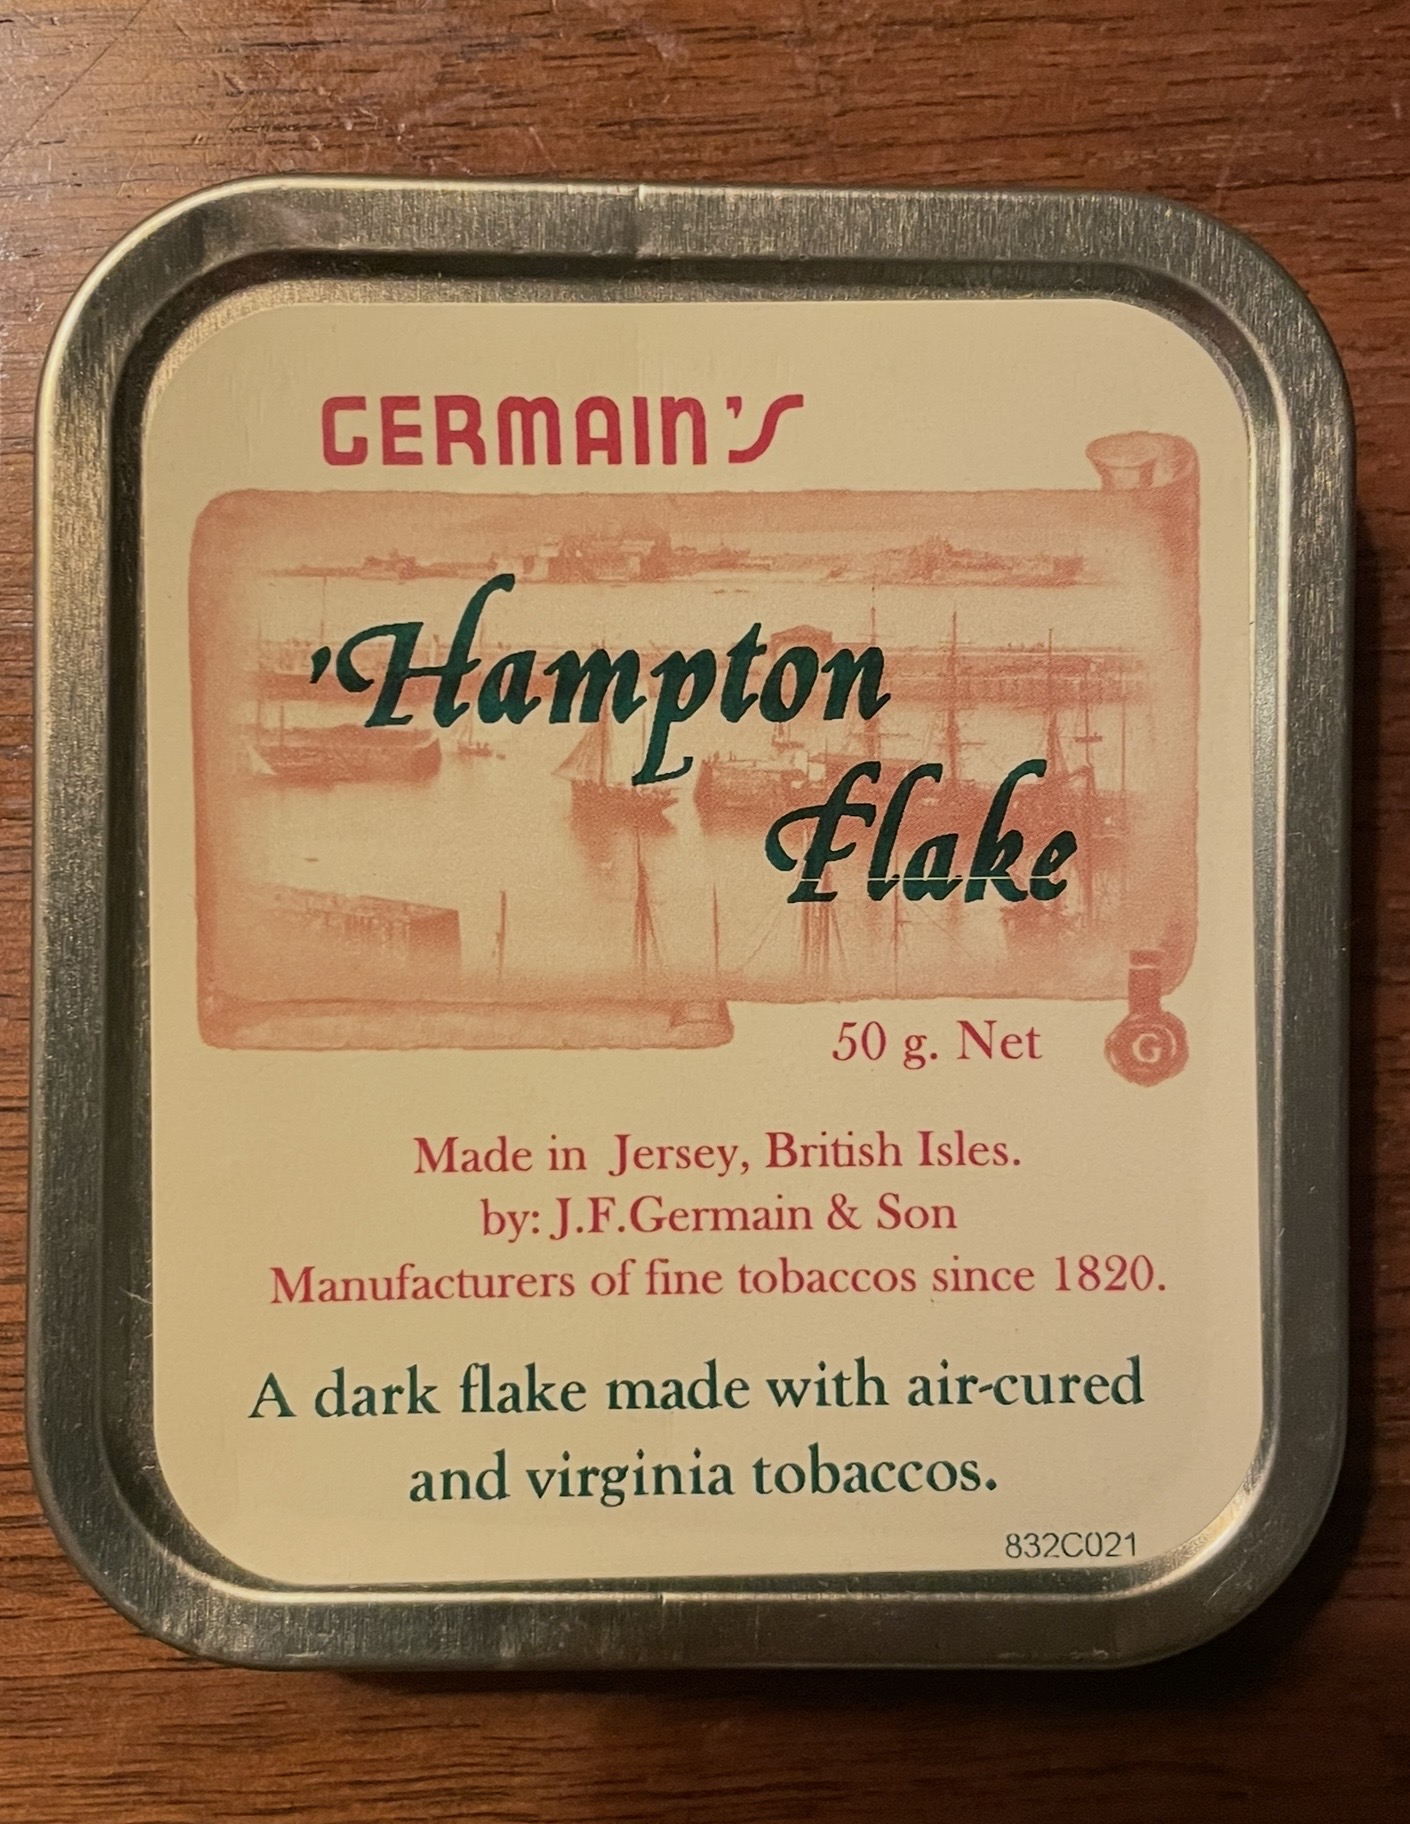 GERMAIN'S
'Hampton
Flake
50 g. Net
G
Made in Jersey, British Isles.
by: J.F.Germain & Son
Manufacturers of fine tobaccos since 1820.
A dark flake made with air-cured
and virginia tobaccos.
832C021